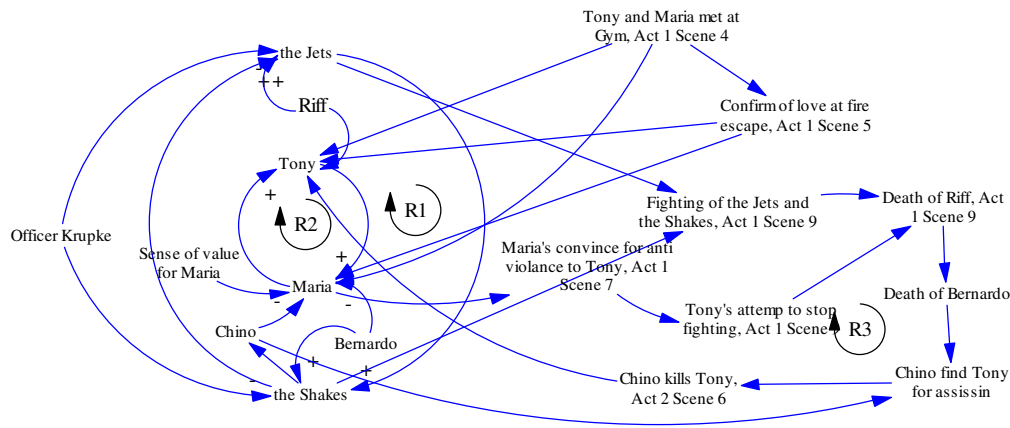 Tony and Maria met at
Gym, Act 1 Scene 4
the Jets
-
++
Riff
Confirm of love at fire
escape, Act 1 Scene 5
Tony
+
R2
R1
Fighting of the Jets and
the Shakes, Act 1 Scene 9
Death of Riff, Act
1 Scene 9
Officer Krupke
Sense of value
for Maria
+
Maria's convince for anti
violance to Tony, Act 1
Scene 7
Maria
-
-
Death of Bernardo
Tony's attemp to stop
fighting, Act 1 Scene
R3
Chino
Bernardo
+
+
-
the Shakes
Chino kills Tony,
Act 2 Scene 6
Chino find Tony
for assissin